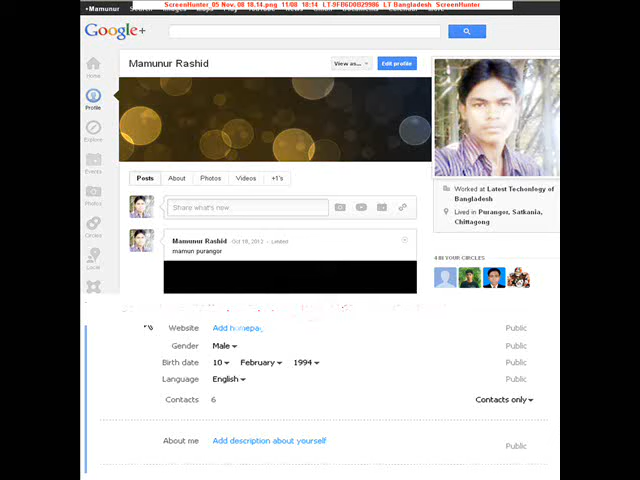 ScreenHunter_05 Nov. 08 18.14.png 11/08 18:14 LT-9FB6D0B29986 LT Bangladesh ScreenHunter
+Mamunur
Google+
Mamunur Rashid
View as...
Edit profile
Home
Profile
Explore
Events
Photos
Circles
Local
Posts About Photos Videos +1's
Share what's new
Mamunur Rashid Oct 18, 2012 - Limited
mamun purangor
Worked at Latest Techonlogy of
Bangladesh
Lived in Purangor, Satkania,
Chittagong
4 IN YOUR CIRCLES
Website Add homepag Public
Gender Male Public
Birth date 10 February 1994 Public
Language English Public
Contacts 6 Contacts only
About me Add description about yourself Public